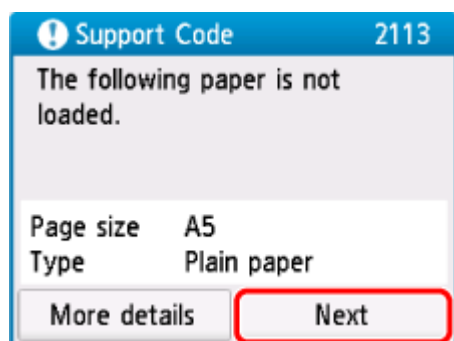 Support Code 2113
The following paper is not
loaded.
Page size A5
Type Plain paper
More details Next